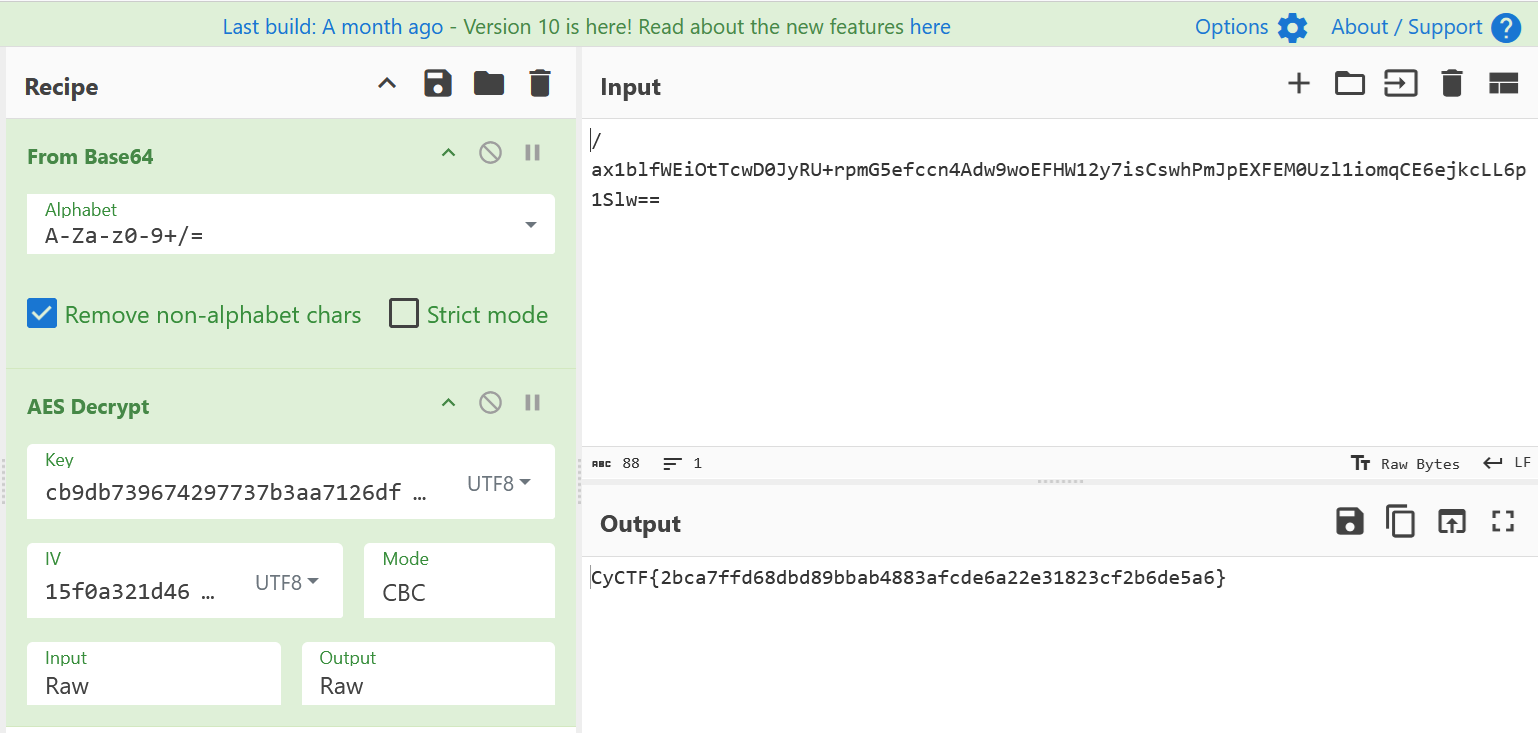 Last build: A month ago - Version 10 is here! Read about the new features here
Options
About / Support
Recipe
From Base64
Alphabet
A-Za-z0-9+/=
Remove non-alphabet chars
Strict mode
AES Decrypt
Key
cb9db739674297737b3aa7126df …
UTF8
IV
15f0a321d46 …
UTF8
Mode
CBC
Input
Raw
Output
Raw
Input
/
ax1blfWEiOtTcwD0JyRU+rpmG5efccn4Adw9woEFHW12y7isCswhPmJpEXFEM0Uzl1iomqCE6ejkcLL6p
1Slw==
ABC 88
1
Raw Bytes
LF
Output
CyCTF{2bca7ffd68dbd89bbab4883afcde6a22e31823cf2b6de5a6}